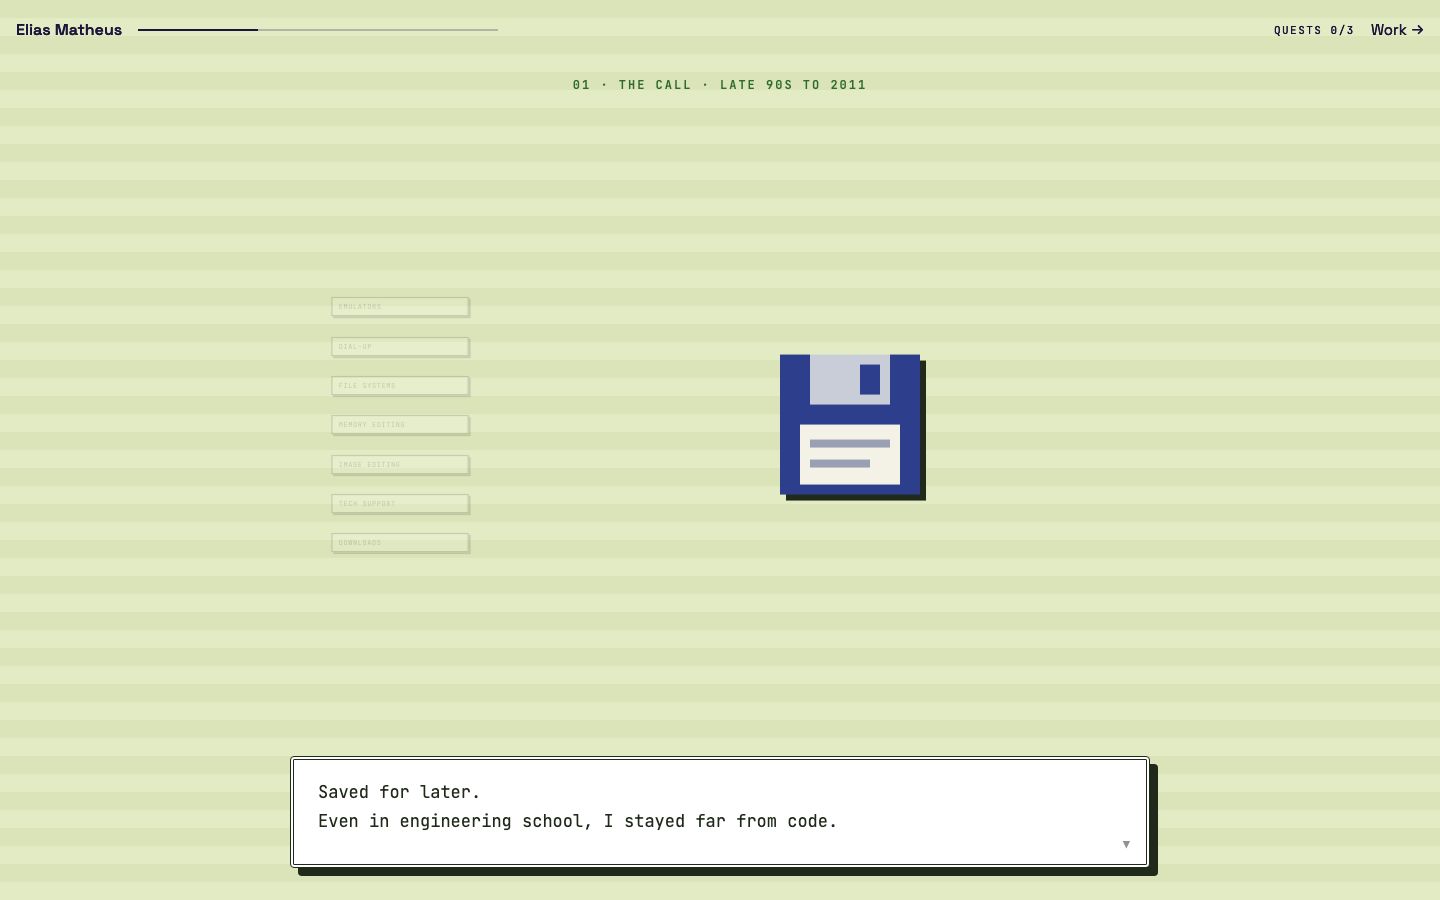 Elias Matheus
QUESTS 0/3
Work →
01 · THE CALL · LATE 90S TO 2011
EMULATORS
DIAL-UP
FILE SYSTEMS
MEMORY EDITING
IMAGE EDITING
TECH SUPPORT
DOWNLOADS
Saved for later.
Even in engineering school, I stayed far from code.